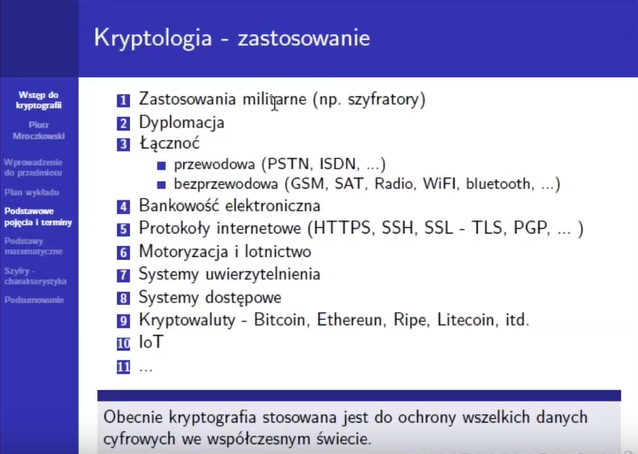 Kryptologia - zastosowanie
Wstęp do
kryptografii
Piotr
Mroczkowski
Wprowadzenie
do przedmiotu
Plan wykładu
Podstawowe
pojęcia i terminy
Podstawy
matematyczne
Szyfry -
charakterystyka
Podsumowanie
1 Zastosowania militarne (np. szyfratory)
2 Dyplomacja
3 Łączność
przewodowa (PSTN, ISDN, ...)
bezprzewodowa (GSM, SAT, Radio, WiFI, bluetooth, ...)
4 Bankowość elektroniczna
5 Protokoły internetowe (HTTPS, SSH, SSL - TLS, PGP, ... )
6 Motoryzacja i lotnictwo
7 Systemy uwierzytelnienia
8 Systemy dostępowe
9 Kryptowaluty - Bitcoin, Ethereun, Ripe, Litecoin, itd.
10 IoT
11 ...
Obecnie kryptografia stosowana jest do ochrony wszelkich danych
cyfrowych we współczesnym świecie.